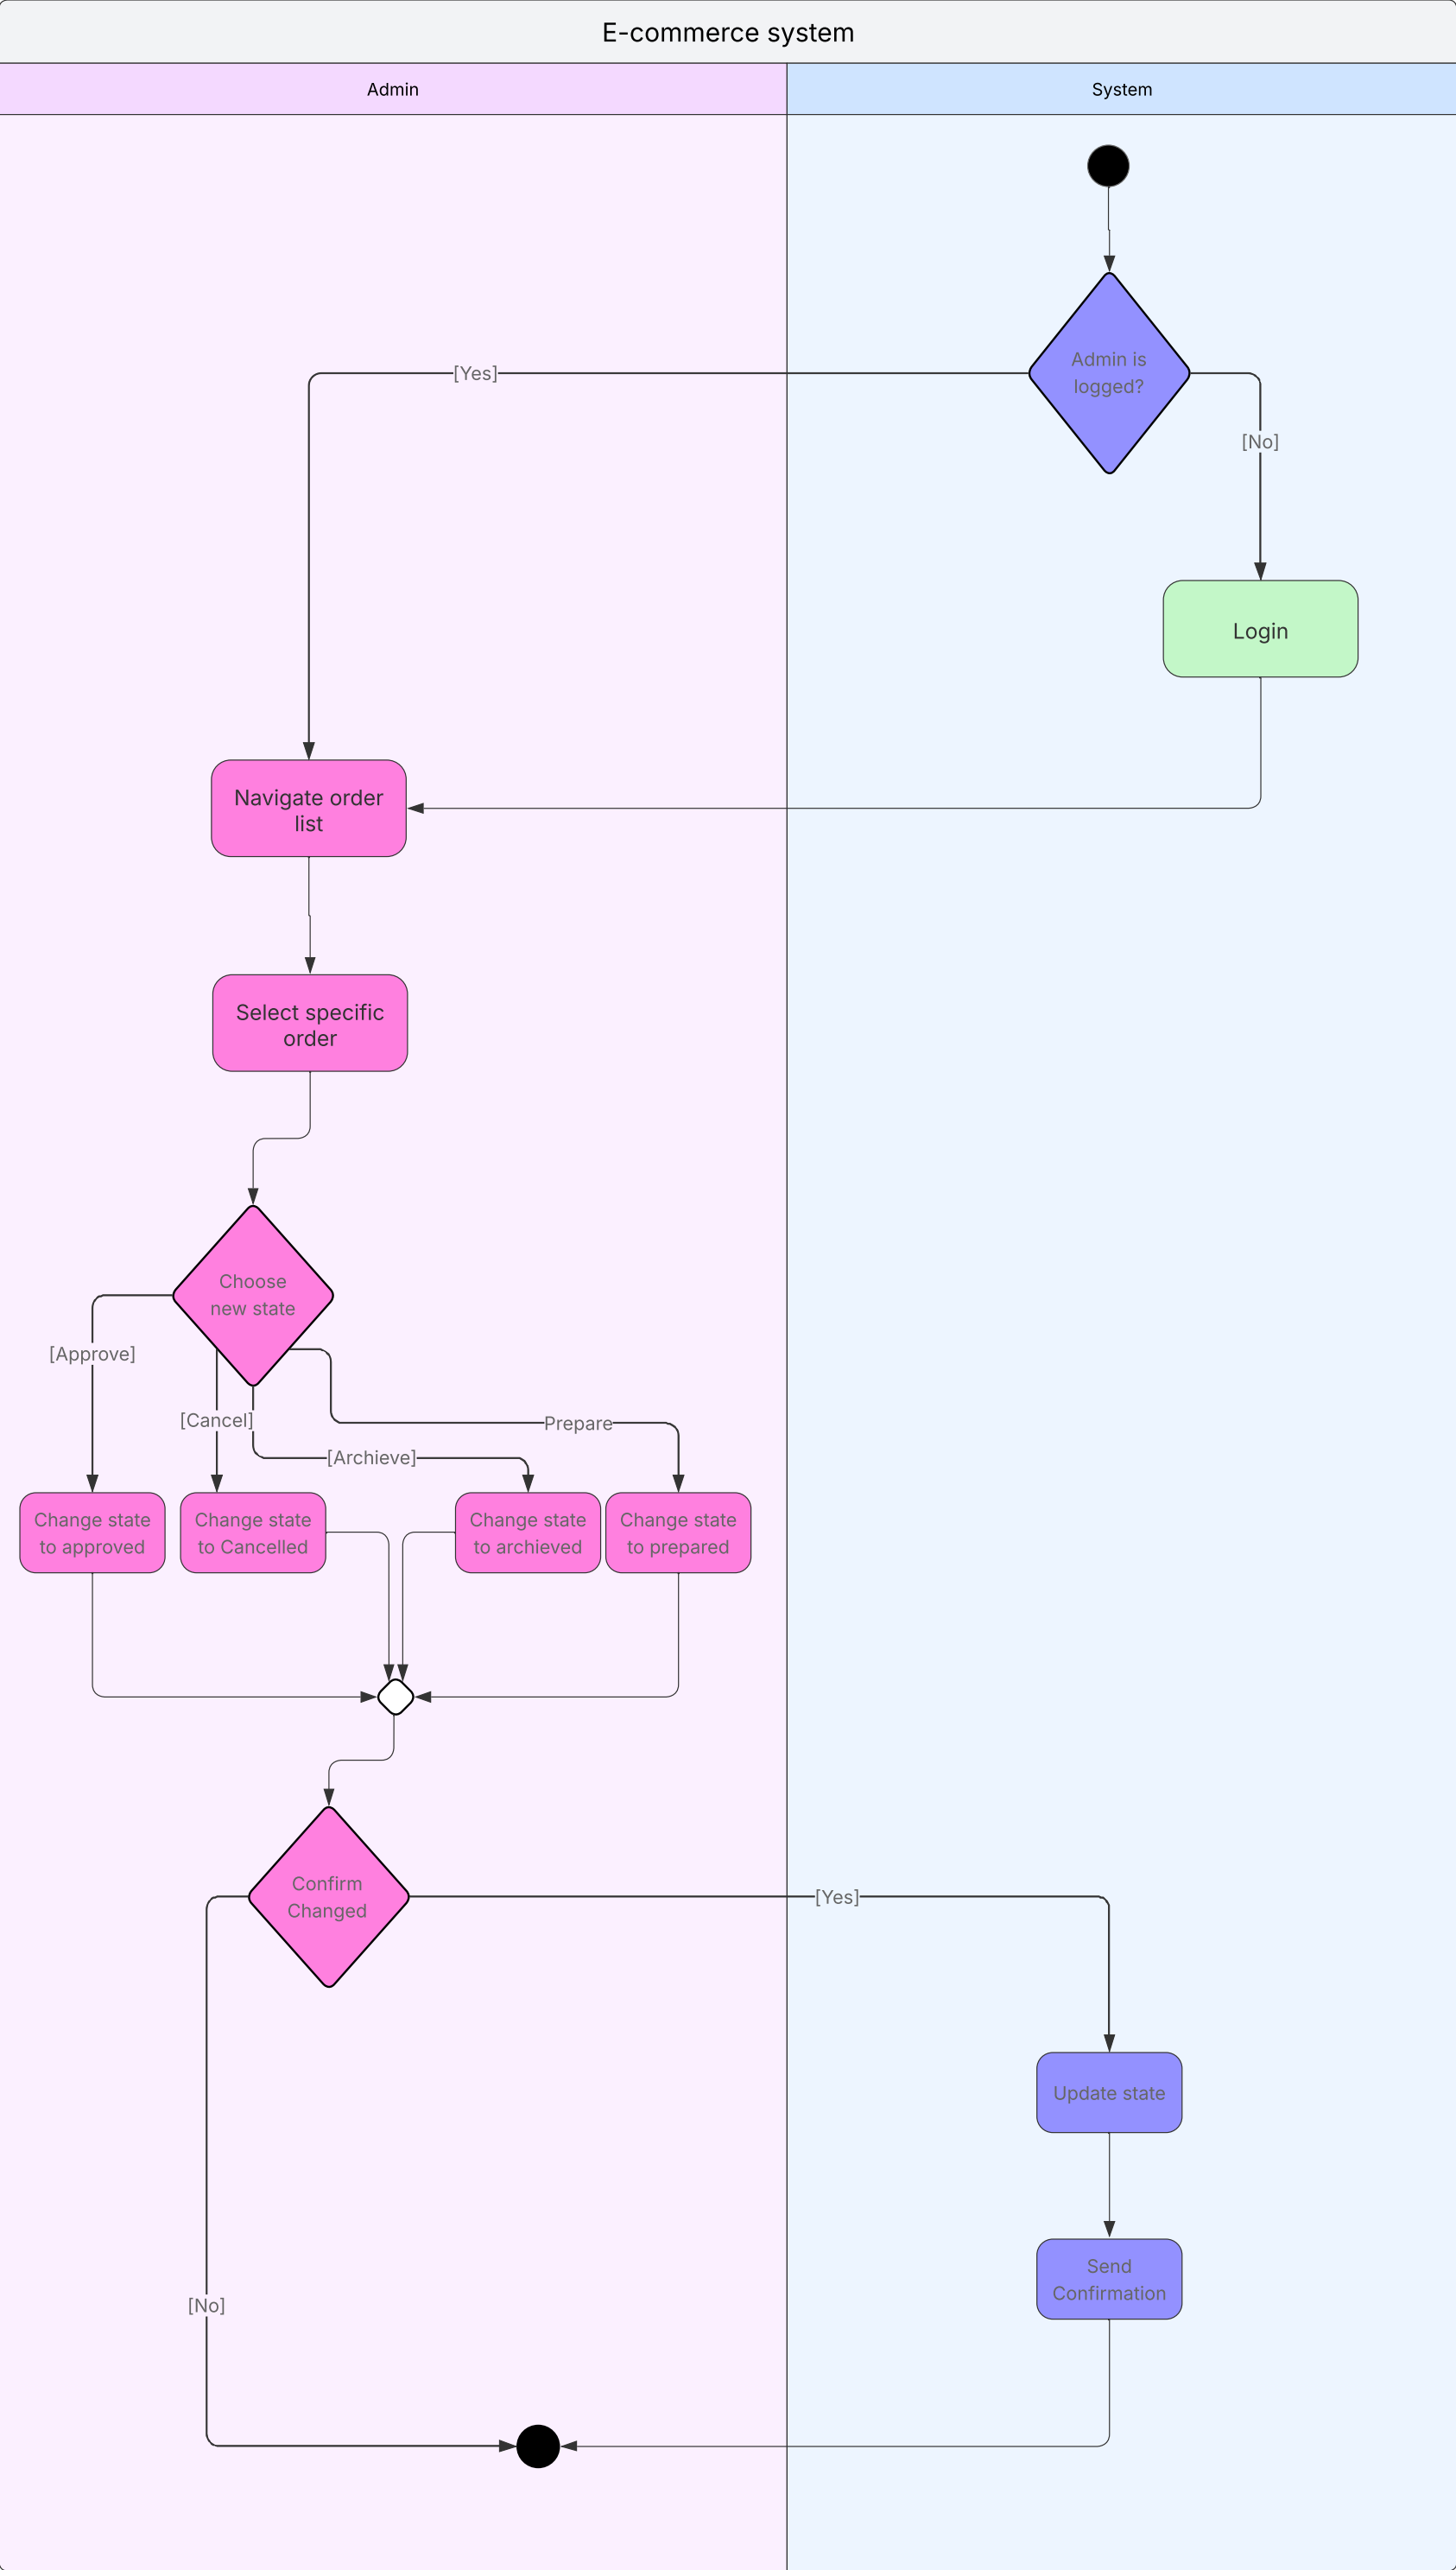 E-commerce system
Admin
System
Admin is
logged?
[Yes]
[No]
Login
Navigate order
list
Select specific
order
Choose
new state
[Approve]
[Cancel]
Prepare
[Archieve]
Change state
to approved
Change state
to Cancelled
Change state
to archieved
Change state
to prepared
Confirm
Changed
[Yes]
Update state
Send
Confirmation
[No]